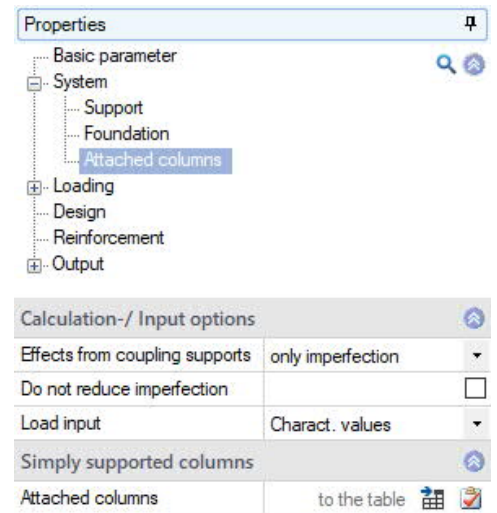 Properties
Basic parameter
System
Support
Foundation
Attached columns
Loading
Design
Reinforcement
Output
Calculation-/ Input options
Effects from coupling supports only imperfection
Do not reduce imperfection
Load input Charact. values
Simply supported columns
Attached columns to the table